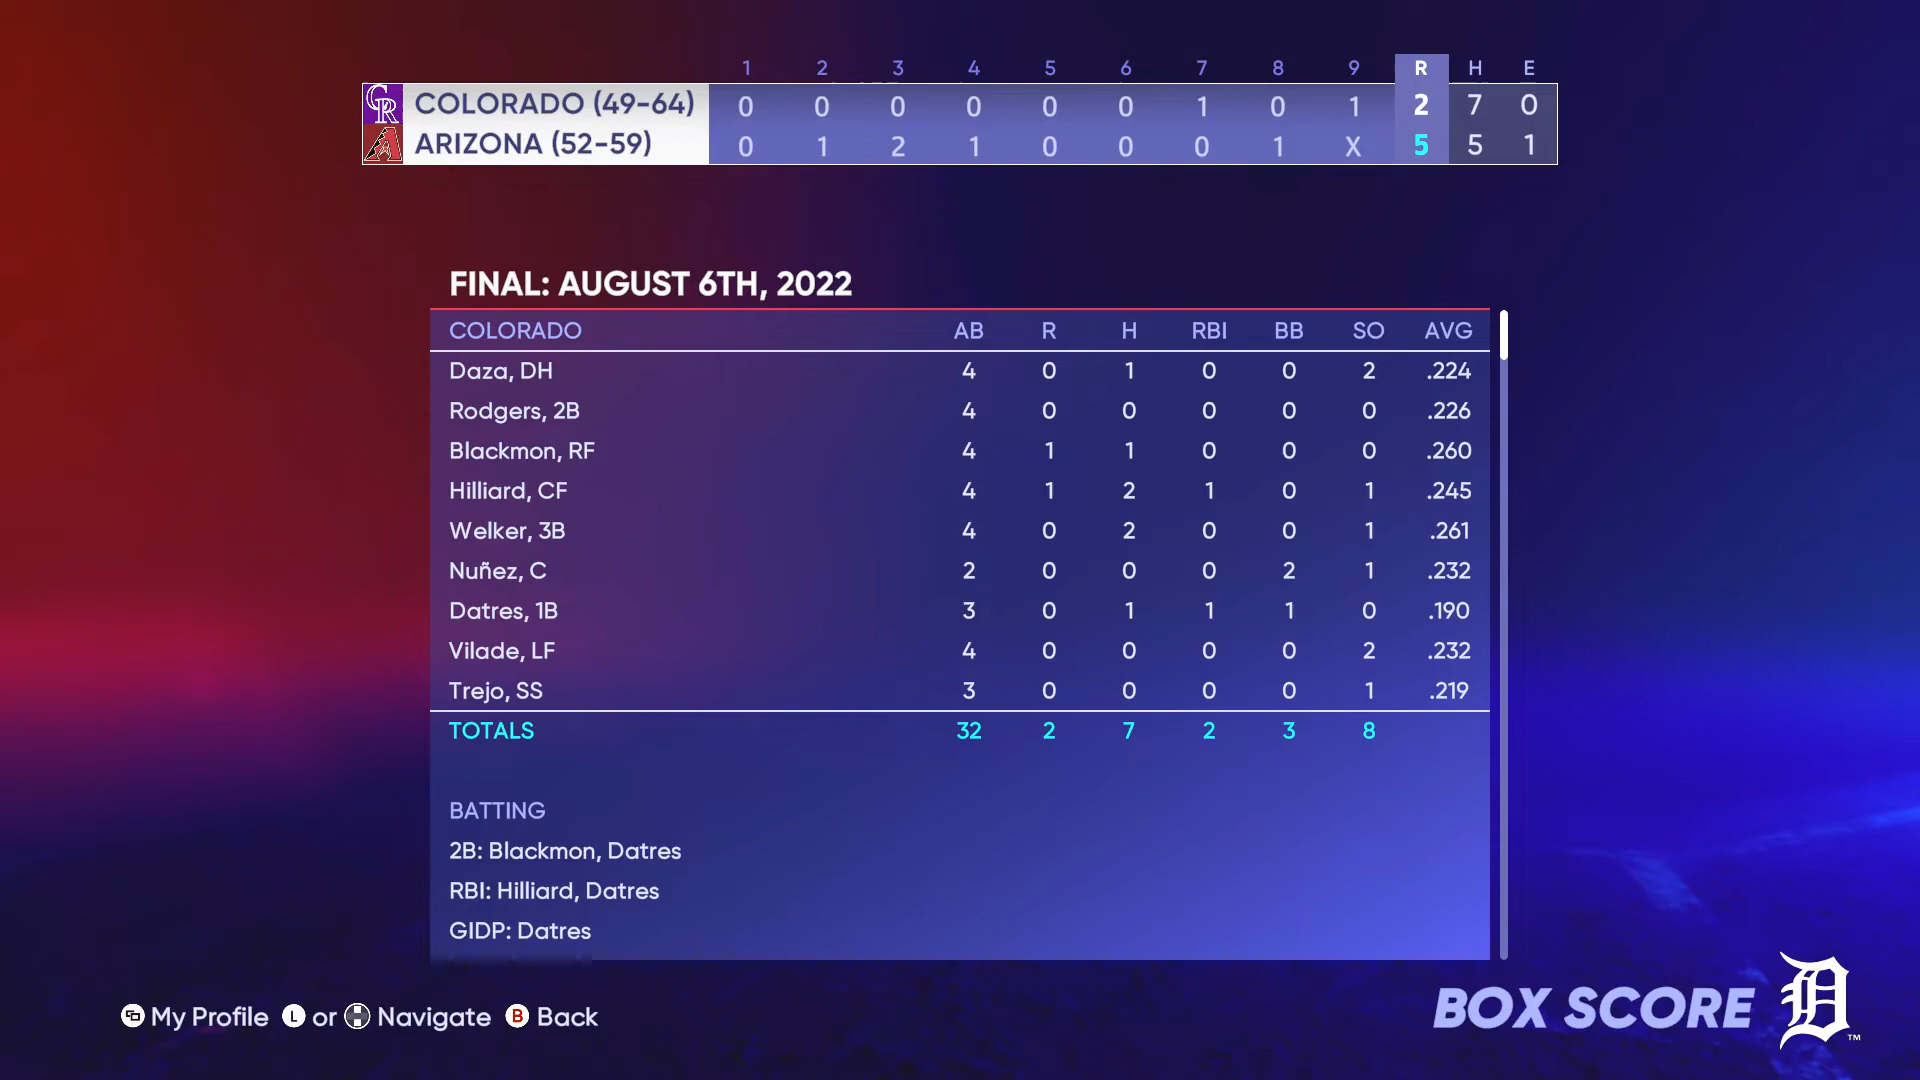 1 2 3 4 5 6 7 8 9 R H E
CR COLORADO (49-64) 0 0 0 0 0 0 1 0 1 2 7 0
A ARIZONA (52-59) 0 1 2 1 0 0 0 1 X 5 5 1
FINAL: AUGUST 6TH, 2022
COLORADO AB R H RBI BB SO AVG
Daza, DH 4 0 1 0 0 2 .224
Rodgers, 2B 4 0 0 0 0 0 .226
Blackmon, RF 4 1 1 0 0 0 .260
Hilliard, CF 4 1 2 1 0 1 .245
Welker, 3B 4 0 2 0 0 1 .261
Nuñez, C 2 0 0 0 2 1 .232
Datres, 1B 3 0 1 1 1 0 .190
Vilade, LF 4 0 0 0 0 2 .232
Trejo, SS 3 0 0 0 0 1 .219
TOTALS 32 2 7 2 3 8
BATTING
2B: Blackmon, Datres
RBI: Hilliard, Datres
GIDP: Datres
My Profile L or Navigate B Back
BOX SCORE D TM